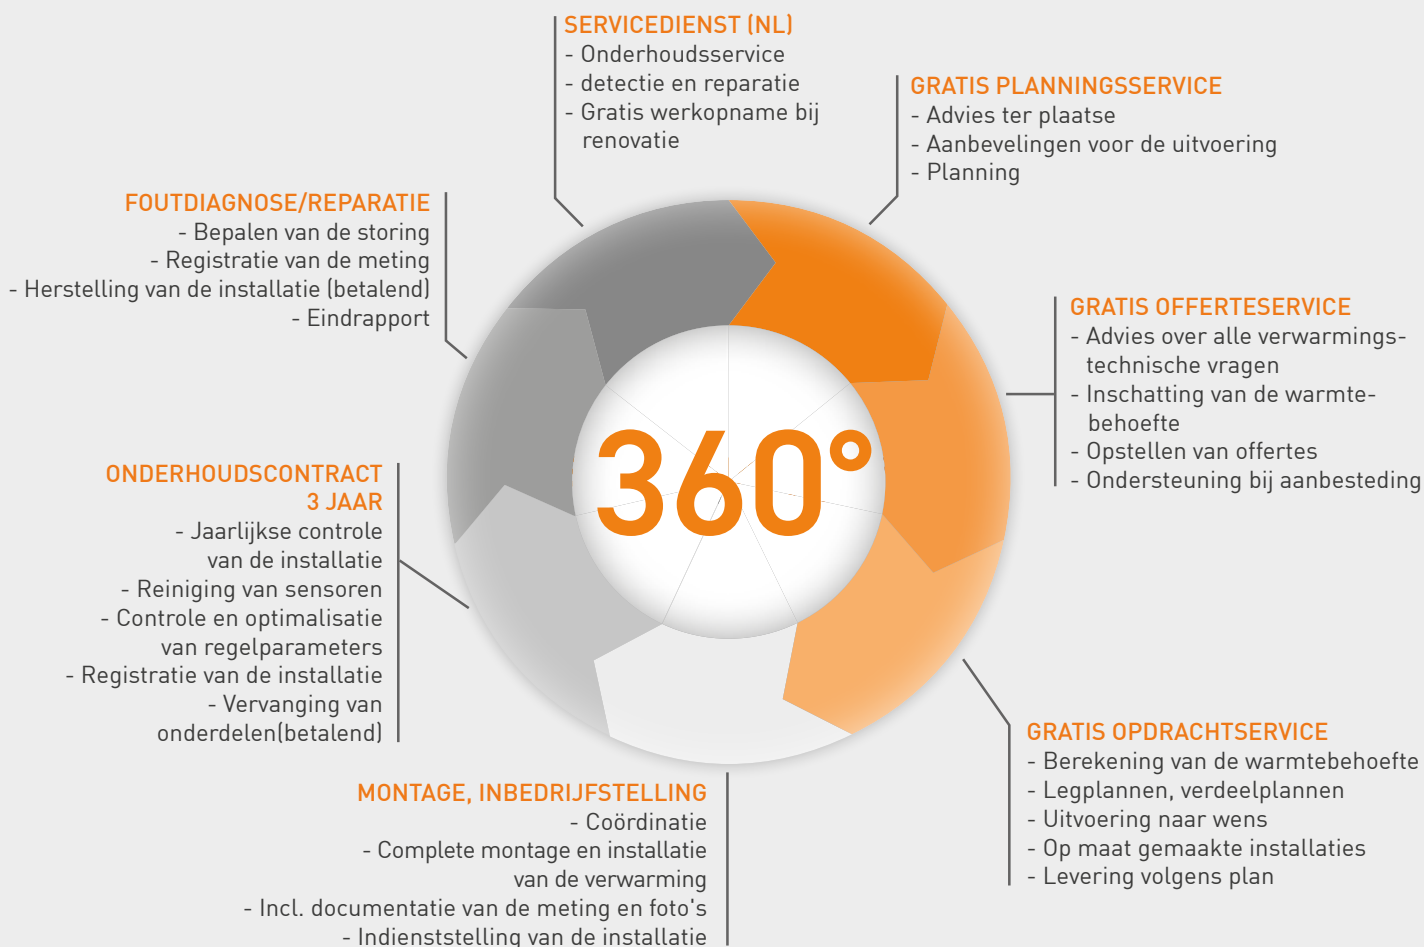 SERVICEDIENST (NL)
- Onderhoudsservice
- detectie en reparatie
- Gratis werkopname bij
renovatie
GRATIS PLANNINGSSERVICE
- Advies ter plaatse
- Aanbevelingen voor de uitvoering
- Planning
GRATIS OFFERTESERVICE
- Advies over alle verwarmings-
technische vragen
- Inschatting van de warmte-
behoefte
- Opstellen van offertes
- Ondersteuning bij aanbesteding
GRATIS OPDRACHTSERVICE
- Berekening van de warmtebehoefte
- Legplannen, verdeelplannen
- Uitvoering naar wens
- Op maat gemaakte installaties
- Levering volgens plan
MONTAGE, INBEDRIJFSTELLING
- Coördinatie
- Complete montage en installatie
van de verwarming
- Incl. documentatie van de meting en foto's
- Indienststelling van de installatie
ONDERHOUDSCONTRACT
3 JAAR
- Jaarlijkse controle
van de installatie
- Reiniging van sensoren
- Controle en optimalisatie
van regelparameters
- Registratie van de installatie
- Vervanging van
onderdelen(betalend)
FOUTDIAGNOSE/REPARATIE
- Bepalen van de storing
- Registratie van de meting
- Herstelling van de installatie (betalend)
- Eindrapport
360°